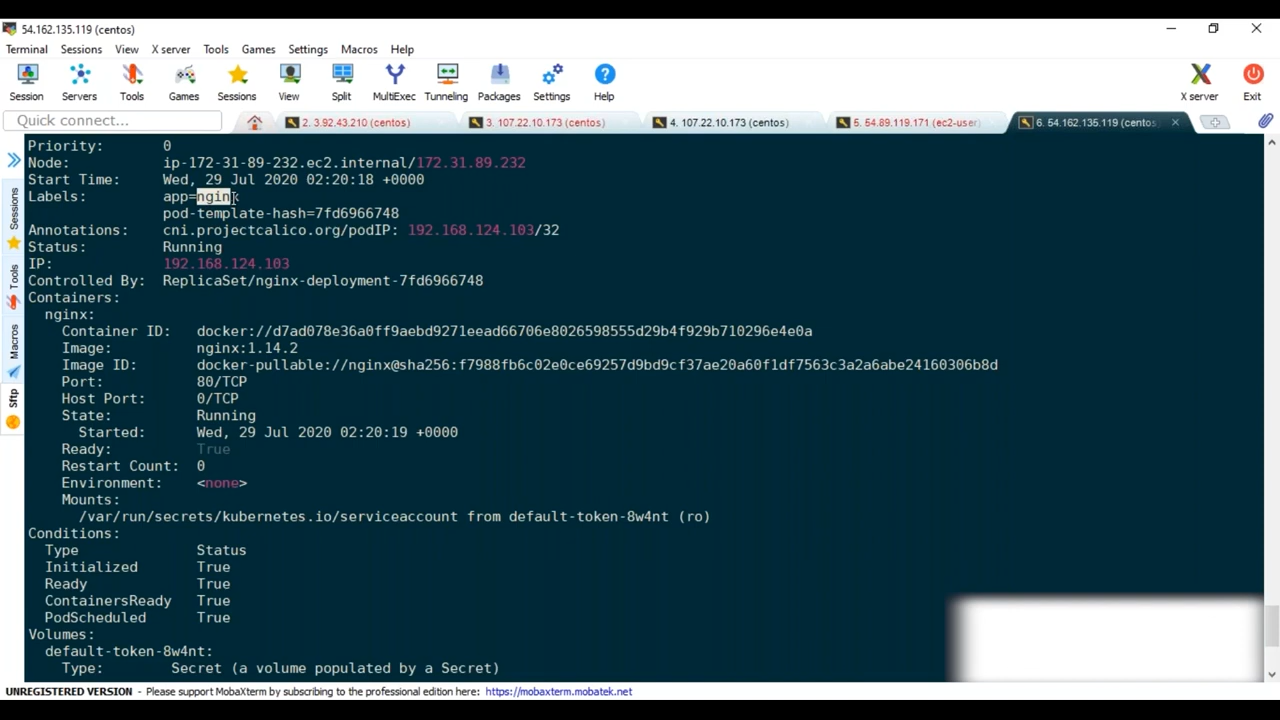 54.162.135.119 (centos)
Terminal Sessions View X server Tools Games Settings Macros Help
Session Servers Tools Games Sessions View Split MultiExec Tunneling Packages Settings Help X server Exit
Quick connect...
2. 3.92.43.210 (centos)
3. 107.22.10.173 (centos)
4. 107.22.10.173 (centos)
5. 54.89.119.171 (ec2-user)
6. 54.162.135.119 (centos)
Sessions
Tools
Macros
Sftp
Priority: 0
Node: ip-172-31-89-232.ec2.internal/172.31.89.232
Start Time: Wed, 29 Jul 2020 02:20:18 +0000
Labels: app=nginx
pod-template-hash=7fd6966748
Annotations: cni.projectcalico.org/podIP: 192.168.124.103/32
Status: Running
IP: 192.168.124.103
Controlled By: ReplicaSet/nginx-deployment-7fd6966748
Containers:
nginx:
Container ID: docker://d7ad078e36a0ff9aebd9271eead66706e8026598555d29b4f929b710296e4e0a
Image: nginx:1.14.2
Image ID: docker-pullable://nginx@sha256:f7988fb6c02e0ce69257d9bd9cf37ae20a60f1df7563c3a2a6abe24160306b8d
Port: 80/TCP
Host Port: 0/TCP
State: Running
Started: Wed, 29 Jul 2020 02:20:19 +0000
Ready: True
Restart Count: 0
Environment: <none>
Mounts:
/var/run/secrets/kubernetes.io/serviceaccount from default-token-8w4nt (ro)
Conditions:
Type Status
Initialized True
Ready True
ContainersReady True
PodScheduled True
Volumes:
default-token-8w4nt:
Type: Secret (a volume populated by a Secret)
UNREGISTERED VERSION - Please support MobaXterm by subscribing to the professional edition here: https://mobaxterm.mobatek.net